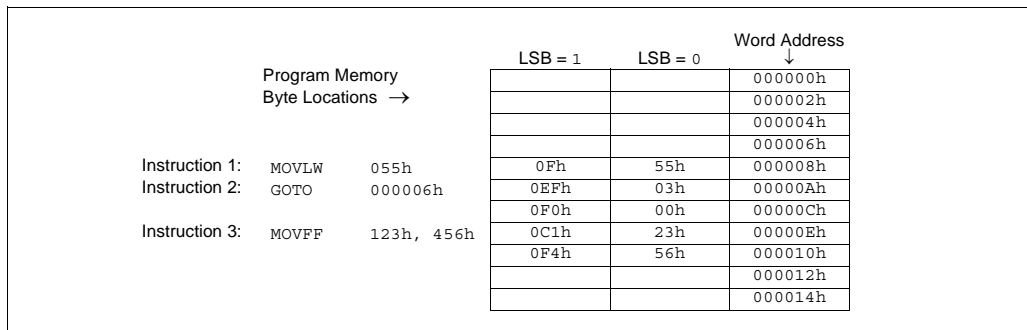 Word Address
LSB = 1 LSB = 0 ↓
Program Memory 000000h
Byte Locations → 000002h
000004h
000006h
Instruction 1: MOVLW 055h 0Fh 55h 000008h
Instruction 2: GOTO 000006h 0EFh 03h 00000Ah
0F0h 00h 00000Ch
Instruction 3: MOVFF 123h, 456h 0C1h 23h 00000Eh
0F4h 56h 000010h
000012h
000014h